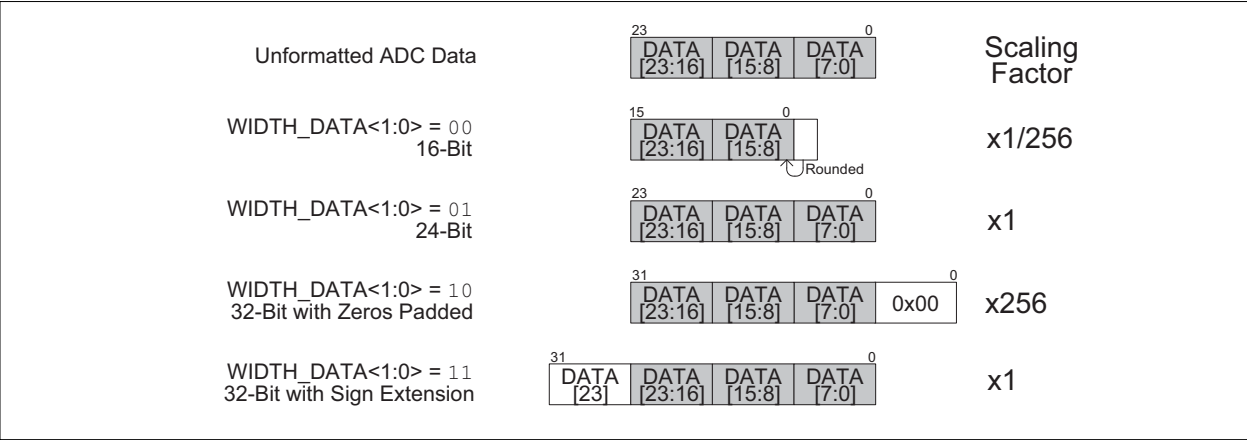 Unformatted ADC Data
23 0
DATA [23:16] DATA [15:8] DATA [7:0]
Scaling
Factor
WIDTH_DATA<1:0> = 00
16-Bit
15 0
DATA [23:16] DATA [15:8]
Rounded
x1/256
WIDTH_DATA<1:0> = 01
24-Bit
23 0
DATA [23:16] DATA [15:8] DATA [7:0]
x1
WIDTH_DATA<1:0> = 10
32-Bit with Zeros Padded
31 0
DATA [23:16] DATA [15:8] DATA [7:0] 0x00
x256
WIDTH_DATA<1:0> = 11
32-Bit with Sign Extension
31 0
DATA [23] DATA [23:16] DATA [15:8] DATA [7:0]
x1